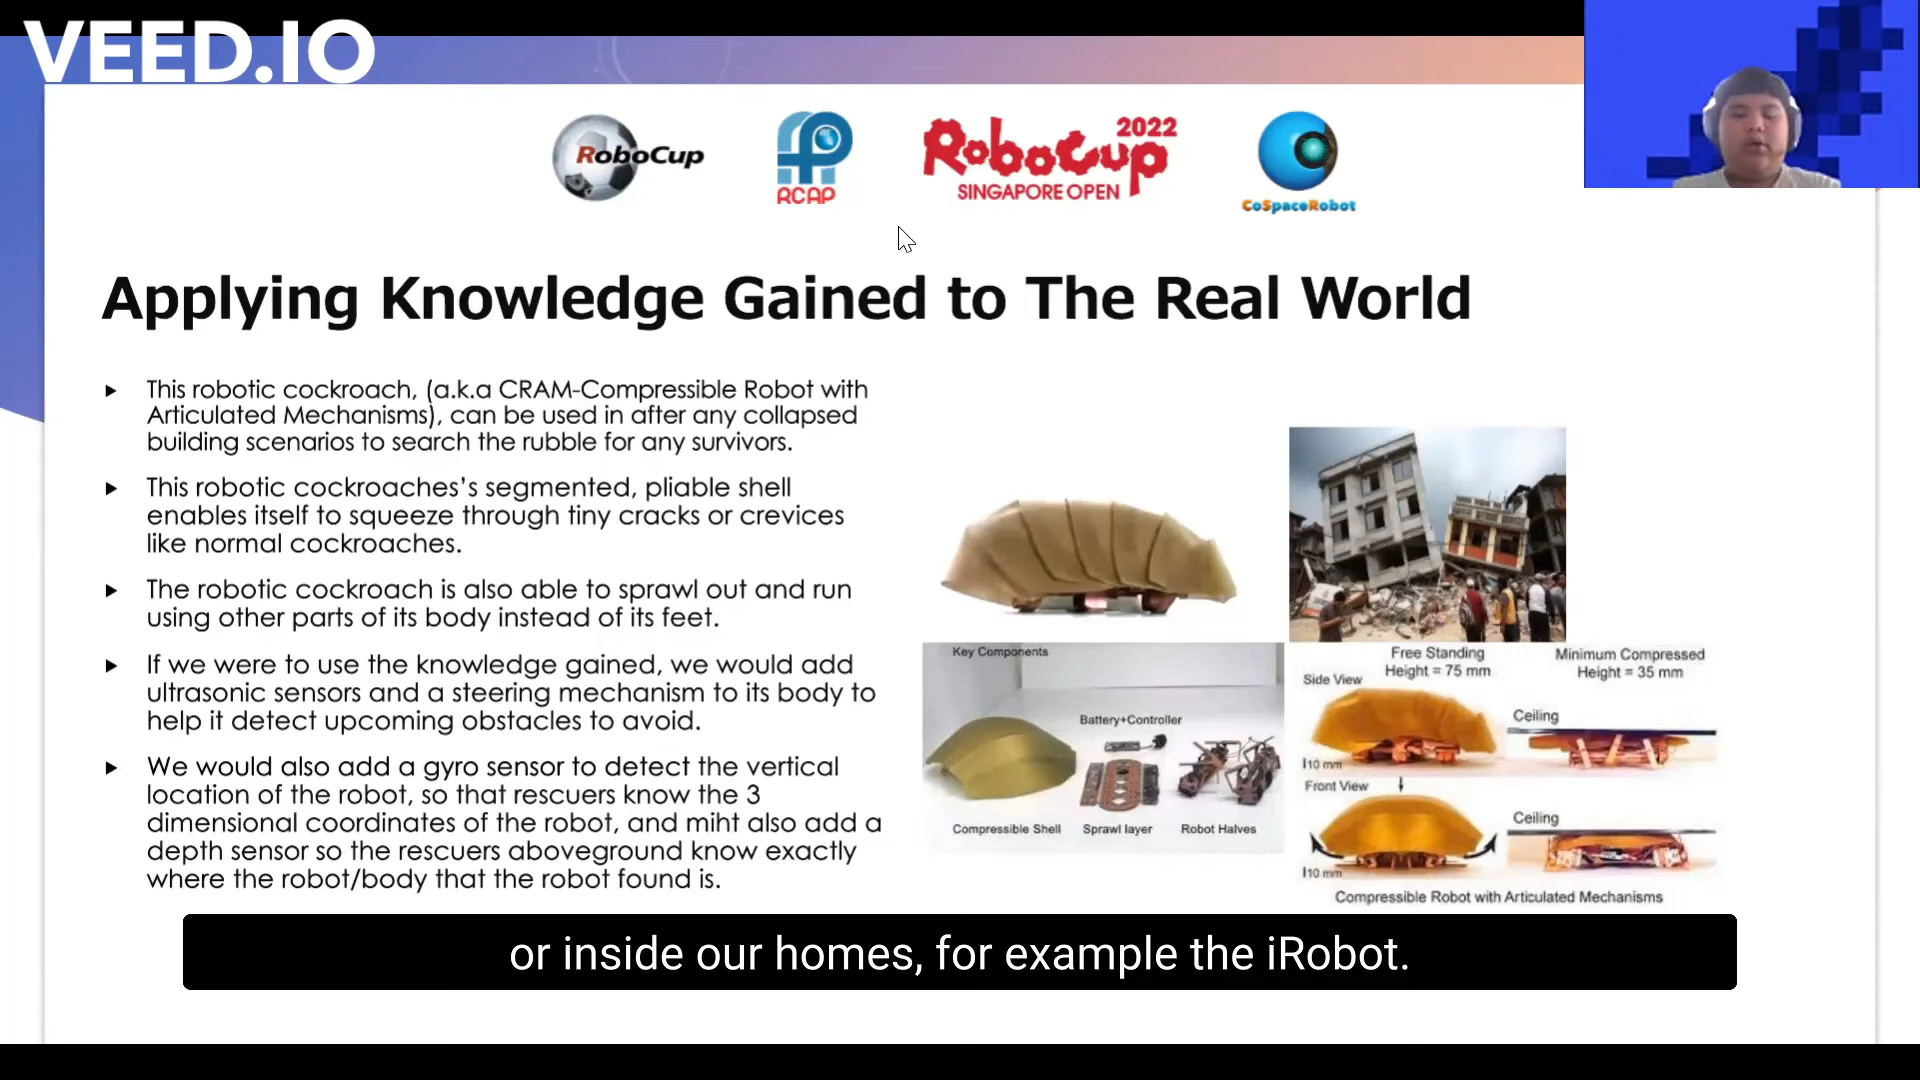 VEED.IO
RoboCup
RCAP
2022
RoboCup
SINGAPORE OPEN
CoSpaceRobot
Applying Knowledge Gained to The Real World
This robotic cockroach, (a.k.a CRAM-Compressible Robot with
Articulated Mechanisms), can be used in after any collapsed
building scenarios to search the rubble for any survivors.
This robotic cockroaches's segmented, pliable shell
enables itself to squeeze through tiny cracks or crevices
like normal cockroaches.
The robotic cockroach is also able to sprawl out and run
using other parts of its body instead of its feet.
If we were to use the knowledge gained, we would add
ultrasonic sensors and a steering mechanism to its body to
help it detect upcoming obstacles to avoid.
We would also add a gyro sensor to detect the vertical
location of the robot, so that rescuers know the 3
dimensional coordinates of the robot, and miht also add a
depth sensor so the rescuers aboveground know exactly
where the robot/body that the robot found is.
Key Components
Battery+Controller
Compressible Shell
Sprawl layer
Robot Halves
Free Standing
Height = 75 mm
Minimum Compressed
Height = 35 mm
Side View
Ceiling
10 mm
Front View
Ceiling
10 mm
Compressible Robot with Articulated Mechanisms
or inside our homes, for example the iRobot.